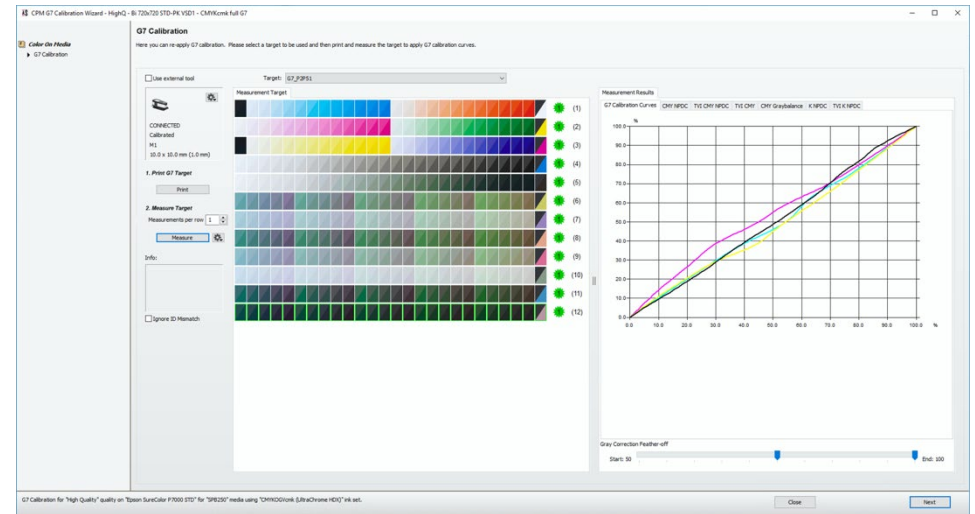 CPM G7 Calibration Wizard - HighQ - Bi 720x720 STD-PK VSD1 - CMYKcmk full G7
Color On Media
G7 Calibration
G7 Calibration
Here you can re-apply G7 calibration. Please select a target to be used and then print and measure the target to apply G7 calibration curves.
Use external tool
Target: G7_P2P51
CONNECTED
Calibrated
M1
10.0 x 10.0 mm (1.0 mm)
1. Print G7 Target
Print
2. Measure Target
Measurements per row 1
Measure
Info:
Ignore ID Mismatch
Measurement Target
(1)
(2)
(3)
(4)
(5)
(6)
(7)
(8)
(9)
(10)
(11)
(12)
Measurement Results
G7 Calibration Curves CMY NPDC TVI CMY NPDC TVI CMY CMY Graybalance K NPDC TVI K NPDC
%
100.0
90.0
80.0
70.0
60.0
50.0
40.0
30.0
20.0
10.0
0.0
0.0 10.0 20.0 30.0 40.0 50.0 60.0 70.0 80.0 90.0 100.0 %
Gray Correction Feather-off
Start: 50 End: 100
G7 Calibration for "High Quality" quality on "Epson SureColor P7000 STD" for "SPB250" media using "CMYKOGVcmk (UltraChrome HDX)" ink set.
Close Next